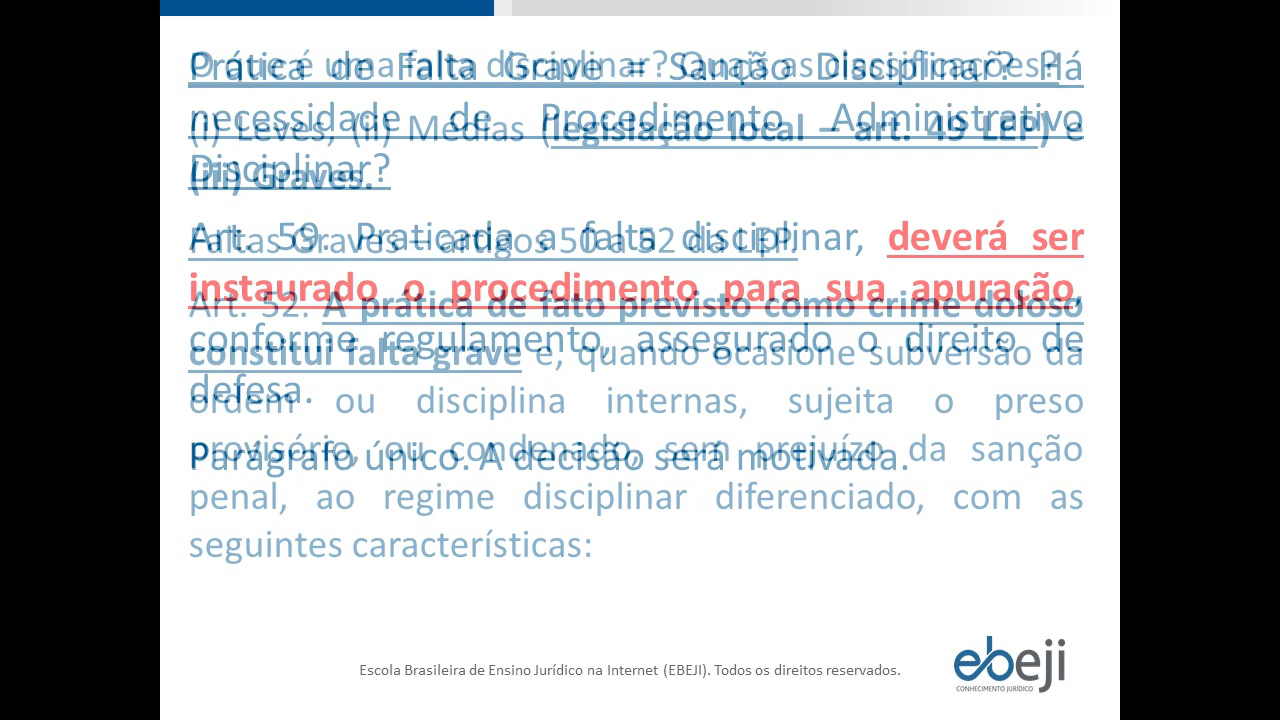 O que é uma falta disciplinar? Quais as classificações?
(i) Leves, (ii) Médias (legislação local – art. 49 LEP) e
(iii) Graves.
Faltas Graves – artigos 50 a 52 da LEP.
Art. 52. A prática de fato previsto como crime doloso
constitui falta grave e, quando ocasione subversão da
ordem ou disciplina internas, sujeita o preso
provisório, ou condenado, sem prejuízo da sanção
penal, ao regime disciplinar diferenciado, com as
seguintes características:
Prática de Falta Grave = Sanção Disciplinar? Há
necessidade de Procedimento Administrativo
Disciplinar?
Art. 59. Praticada a falta disciplinar, deverá ser
instaurado o procedimento para sua apuração,
conforme regulamento, assegurado o direito de
defesa.
Parágrafo único. A decisão será motivada.
Escola Brasileira de Ensino Jurídico na Internet (EBEJI). Todos os direitos reservados.
ebeji
CONHECIMENTO JURÍDICO